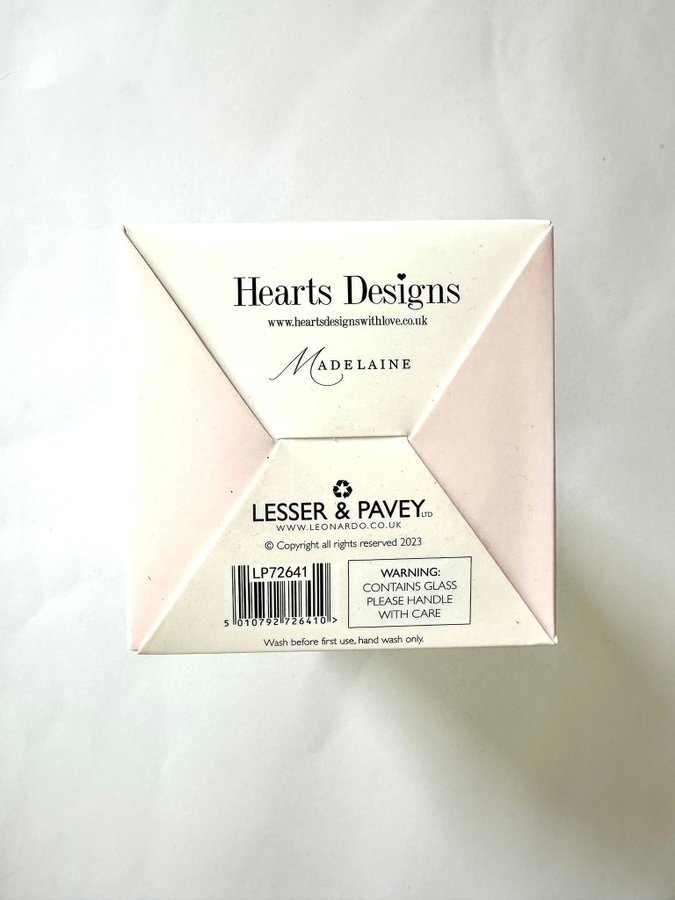 Hearts Designs
www.heartsdesignswithlove.co.uk
MADELAINE
LESSER & PAVEY LTD
WWW.LEONARDO.CO.UK
© Copyright all rights reserved 2023
LP72641
5 010792 726410 >
WARNING:
CONTAINS GLASS
PLEASE HANDLE
WITH CARE
Wash before first use, hand wash only.